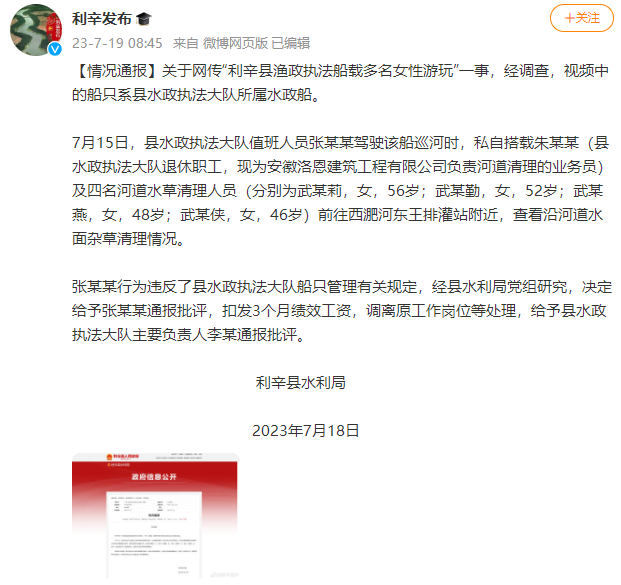 利辛发布
+关注
23-7-19 08:45 来自 微博网页版 已编辑
【情况通报】关于网传“利辛县渔政执法船载多名女性游玩”一事，经调查，视频中
的船只系县水政执法大队所属水政船。
7月15日，县水政执法大队值班人员张某某驾驶该船巡河时，私自搭载朱某某（县
水政执法大队退休职工，现为安徽洛恩建筑工程有限公司负责河道清理的业务员）
及四名河道水草清理人员（分别为武某莉，女，56岁；武某勤，女，52岁；武某
燕，女，48岁；武某侠，女，46岁）前往西淝河东王排灌站附近，查看沿河道水
面杂草清理情况。
张某某行为违反了县水政执法大队船只管理有关规定，经县水利局党组研究，决定
给予张某某通报批评，扣发3个月绩效工资，调离原工作岗位等处理，给予县水政
执法大队主要负责人李某通报批评。
利辛县水利局
2023年7月18日
利辛县人民政府
政府信息公开